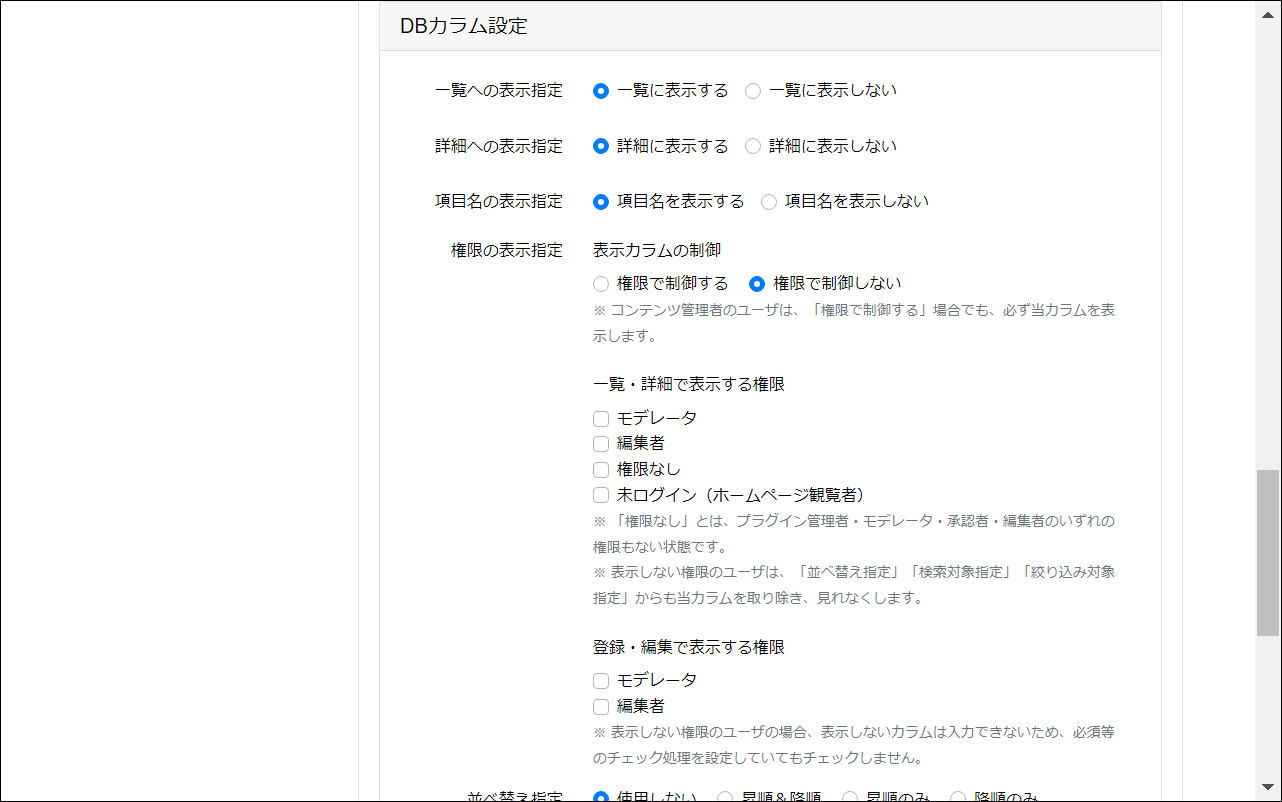 DBカラム設定
一覧への表示指定 一覧に表示する 一覧に表示しない
詳細への表示指定 詳細に表示する 詳細に表示しない
項目名の表示指定 項目名を表示する 項目名を表示しない
権限の表示指定 表示カラムの制御
権限で制御する 権限で制御しない
※ コンテンツ管理者のユーザは、「権限で制御する」場合でも、必ず当カラムを表
示します。
一覧・詳細で表示する権限
モデレータ
編集者
権限なし
未ログイン（ホームページ観覧者）
※ 「権限なし」とは、プラグイン管理者・モデレータ・承認者・編集者のいずれの
権限もない状態です。
※ 表示しない権限のユーザは、「並べ替え指定」「検索対象指定」「絞り込み対象
指定」からも当カラムを取り除き、見れなくします。
登録・編集で表示する権限
モデレータ
編集者
※ 表示しない権限のユーザの場合、表示しないカラムは入力できないため、必須等
のチェック処理を設定していてもチェックしません。
並べ替え指定 使用しない 昇順＆降順 昇順のみ 降順のみ